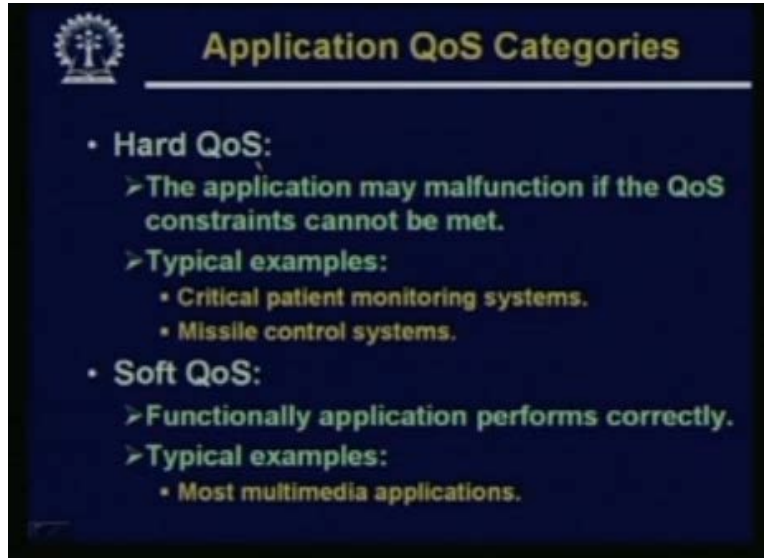 Application QoS Categories
• Hard QoS:
➢The application may malfunction if the QoS
constraints cannot be met.
➢Typical examples:
▪ Critical patient monitoring systems.
▪ Missile control systems.
• Soft QoS:
➢Functionally application performs correctly.
➢Typical examples:
▪ Most multimedia applications.